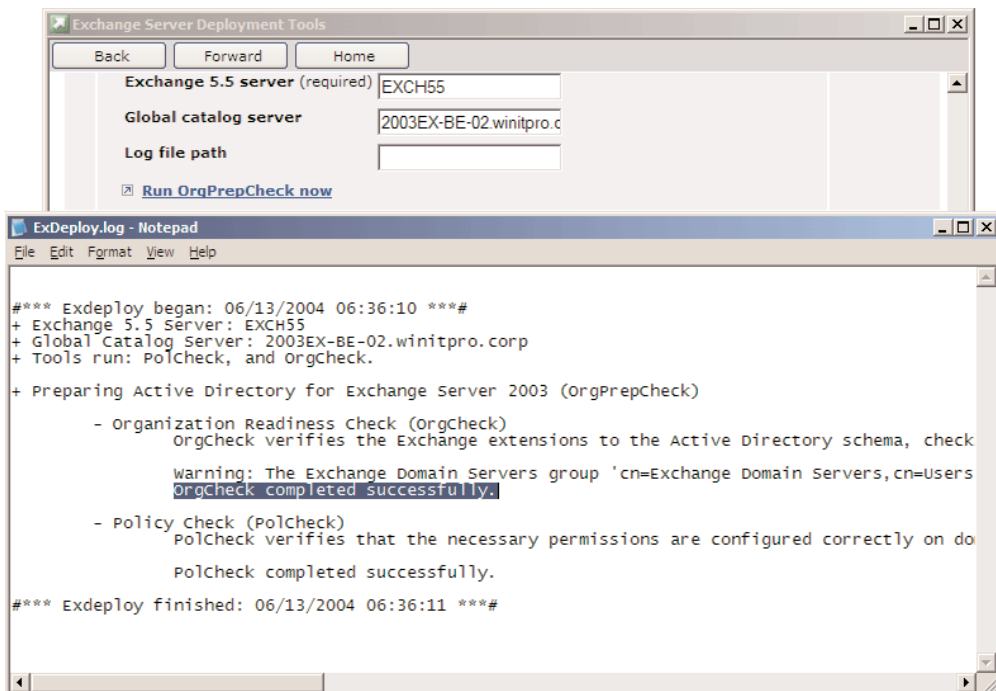 Exchange Server Deployment Tools
Back Forward Home
Exchange 5.5 server (required) EXCH55
Global catalog server 2003EX-BE-02.winitpro.c
Log file path
Run OrgPrepCheck now
ExDeploy.log - Notepad
File Edit Format View Help
#*** Exdeploy began: 06/13/2004 06:36:10 ***#
+ Exchange 5.5 Server: EXCH55
+ Global Catalog Server: 2003EX-BE-02.winitpro.corp
+ Tools run: PolCheck, and OrgCheck.
+ Preparing Active Directory for Exchange Server 2003 (OrgPrepCheck)
- Organization Readiness Check (OrgCheck)
OrgCheck verifies the Exchange extensions to the Active Directory schema, check
Warning: The Exchange Domain Servers group 'cn=Exchange Domain Servers,cn=Users
OrgCheck completed successfully.
- Policy Check (PolCheck)
PolCheck verifies that the necessary permissions are configured correctly on do
PolCheck completed successfully.
#*** Exdeploy finished: 06/13/2004 06:36:11 ***#